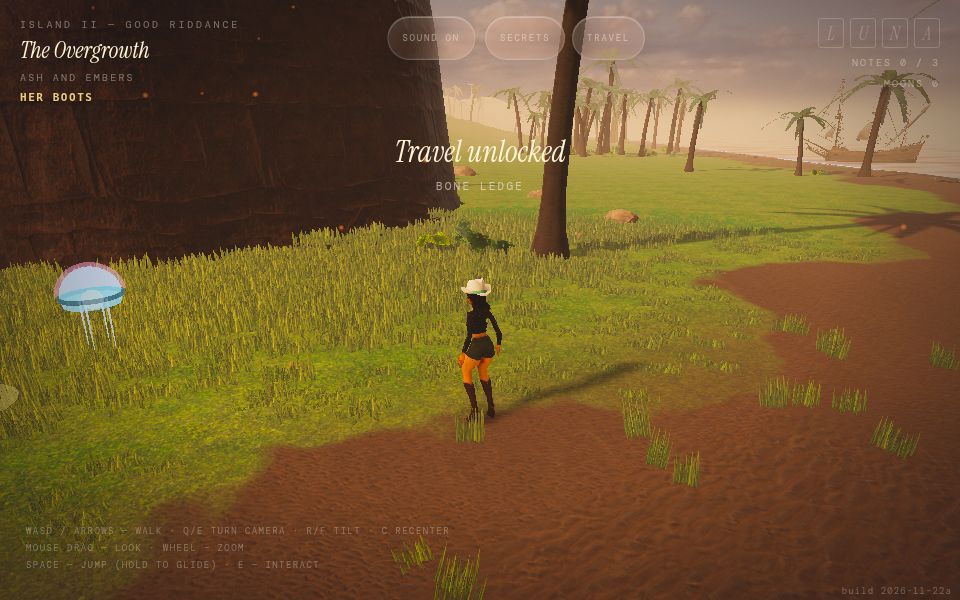 ISLAND II — GOOD RIDDANCE
The Overgrowth
ASH AND EMBERS
HER BOOTS
SOUND ON
SECRETS
TRAVEL
L U N A
NOTES 0 / 3
MOONS 0
Travel unlocked
BONE LEDGE
WASD / ARROWS — WALK · Q/E TURN CAMERA · R/F TILT · C RECENTER
MOUSE DRAG — LOOK · WHEEL — ZOOM
SPACE — JUMP (HOLD TO GLIDE) · E — INTERACT
build 2026-11-22a